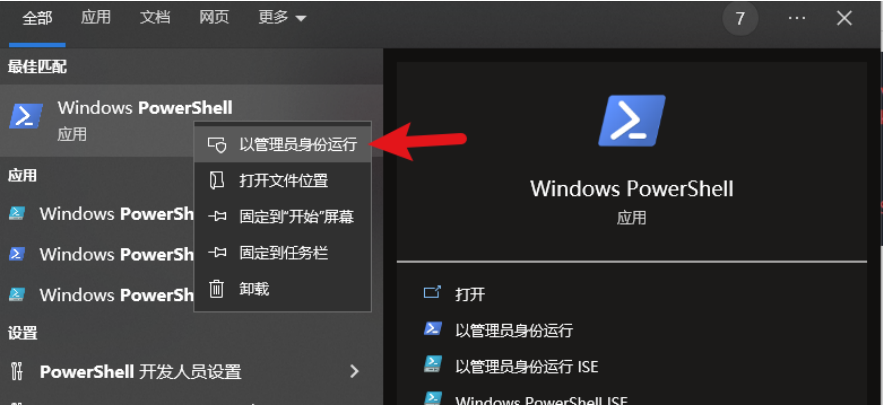 全部 应用 文档 网页 更多 7 ···
最佳匹配
Windows PowerShell
应用
以管理员身份运行
打开文件位置
固定到"开始"屏幕
固定到任务栏
卸载
应用
Windows PowerSh
Windows PowerSh
Windows PowerSh
设置
PowerShell 开发人员设置
Windows PowerShell
应用
打开
以管理员身份运行
以管理员身份运行 ISE
Windows PowerShell ISE